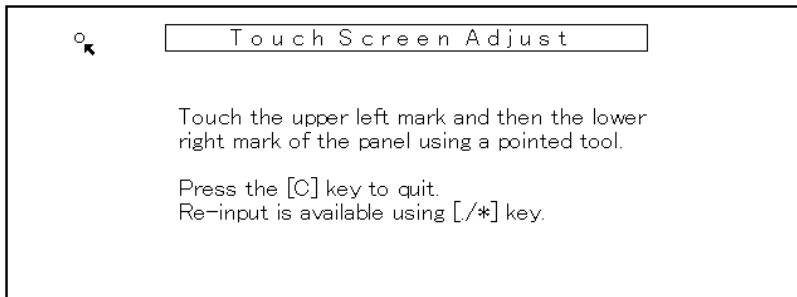 Touch Screen Adjust
Touch the upper left mark and then the lower
right mark of the panel using a pointed tool.
Press the [C] key to quit.
Re-input is available using [./*] key.